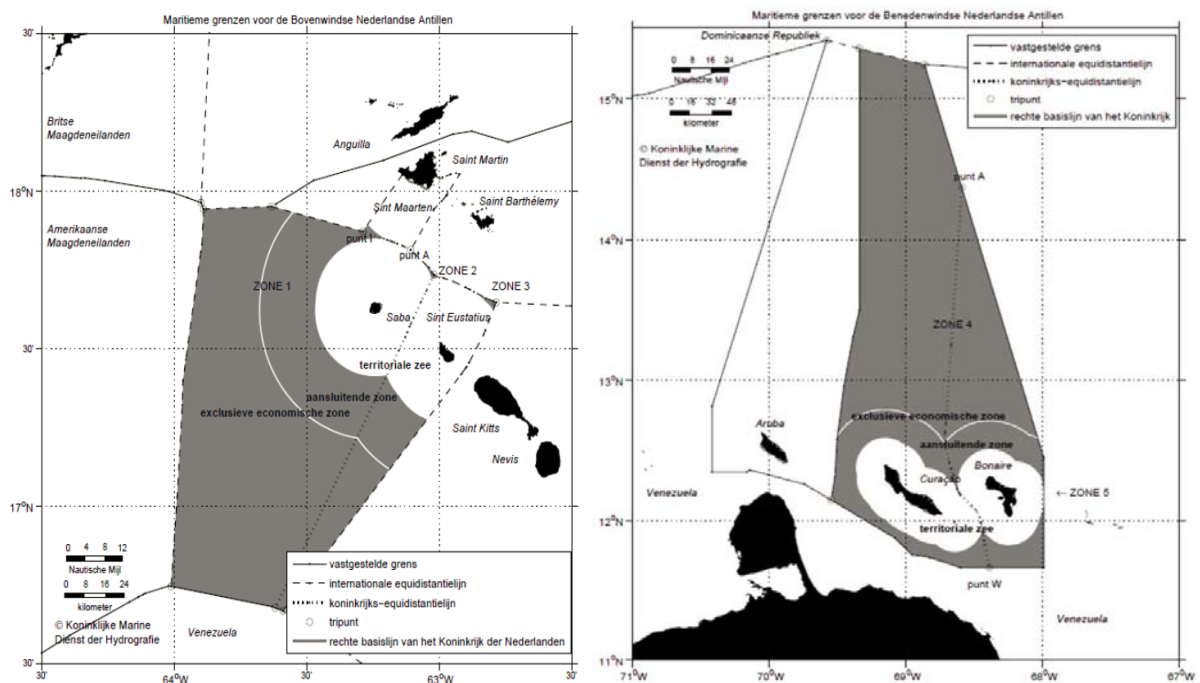 Maritieme grenzen voor de Bovenwindse Nederlandse Antillen
30'
Britse
Maagdeneilanden
Anguilla
Saint Martin
18°N
Sint Maarten
Saint Barthélemy
Amerikaanse
Maagdeneilanden
punt I
punt A
ZONE 2
ZONE 1
ZONE 3
Saba
Sint Eustatius
30'
territoriale zee
aansluitende zone
exclusieve economische zone
Saint Kitts
Nevis
17°N
0 4 8 12
Nautische Mijl
0 8 16 24
kilometer
© Koninklijke Marine
Dienst der Hydrografie
Venezuela
vastgestelde grens
internationale equidistantielijn
koninkrijks-equidistantielijn
tripunt
rechte basislijn van het Koninkrijk der Nederlanden
30'
30' 64°W 30' 63°W 30'
Maritieme grenzen voor de Benedenwindse Nederlandse Antillen
Dominicaanse Republiek
vastgestelde grens
internationale equidistantielijn
koninkrijks-equidistantielijn
tripunt
rechte basislijn van het Koninkrijk
0 8 16 24
Nautische Mijl
0 16 32 48
kilometer
15°N
© Koninklijke Marine
Dienst der Hydrografie
punt A
14°N
ZONE 4
13°N
exclusieve economische zone
Aruba
aansluitende zone
Curaçao
Bonaire
Venezuela
← ZONE 5
12°N
territoriale zee
punt W
Venezuela
11°N
71°W 70°W 69°W 68°W 67°W